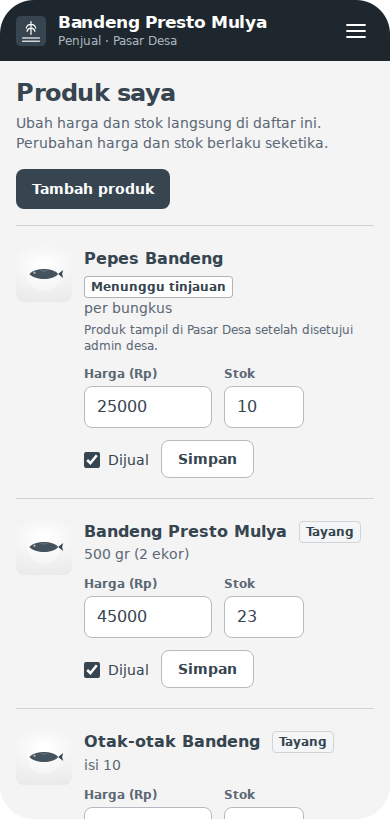 Bandeng Presto Mulya
Penjual · Pasar Desa
Produk saya
Ubah harga dan stok langsung di daftar ini.
Perubahan harga dan stok berlaku seketika.
Tambah produk
Pepes Bandeng
Menunggu tinjauan
per bungkus
Produk tampil di Pasar Desa setelah disetujui
admin desa.
Harga (Rp) Stok
25000 10
Dijual Simpan
Bandeng Presto Mulya Tayang
500 gr (2 ekor)
Harga (Rp) Stok
45000 23
Dijual Simpan
Otak-otak Bandeng Tayang
isi 10
Harga (Rp) Stok